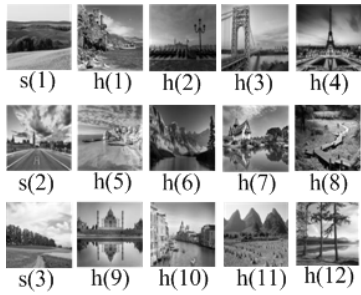 s(1) h(1) h(2) h(3) h(4)
s(2) h(5) h(6) h(7) h(8)
s(3) h(9) h(10) h(11) h(12)